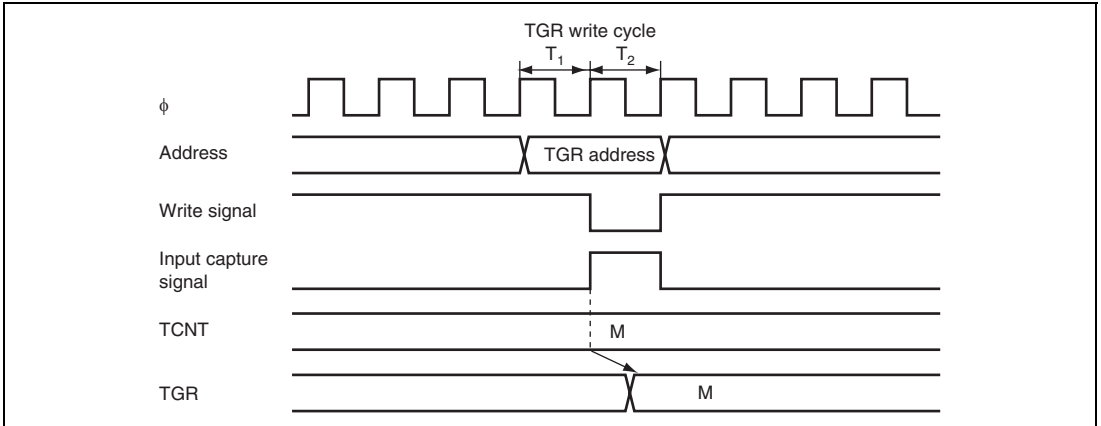 TGR write cycle
T1 T2
ϕ
Address
TGR address
Write signal
Input capture
signal
TCNT
M
TGR
M